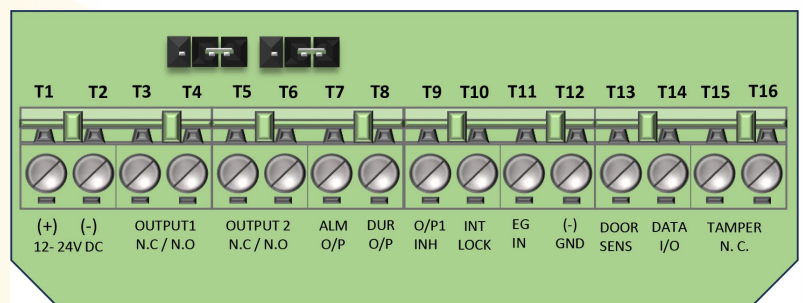 T1 T2 T3 T4 T5 T6 T7 T8 T9 T10 T11 T12 T13 T14 T15 T16
(+) (-) OUTPUT1 OUTPUT 2 ALM DUR O/P1 INT EG (-) DOOR DATA TAMPER
12- 24V DC N.C / N.O N.C / N.O O/P O/P INH LOCK IN GND SENS I/O N. C.